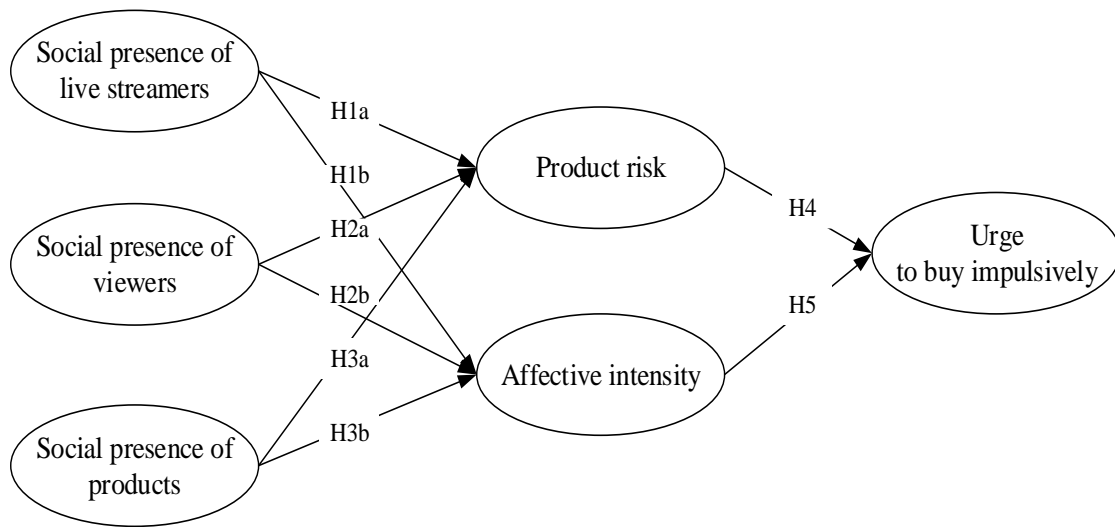 Social presence of
live streamers
Social presence of
viewers
Social presence of
products
H1a
H1b
H2a
H2b
H3a
H3b
Product risk
Affective intensity
H4
H5
Urge
to buy impulsively